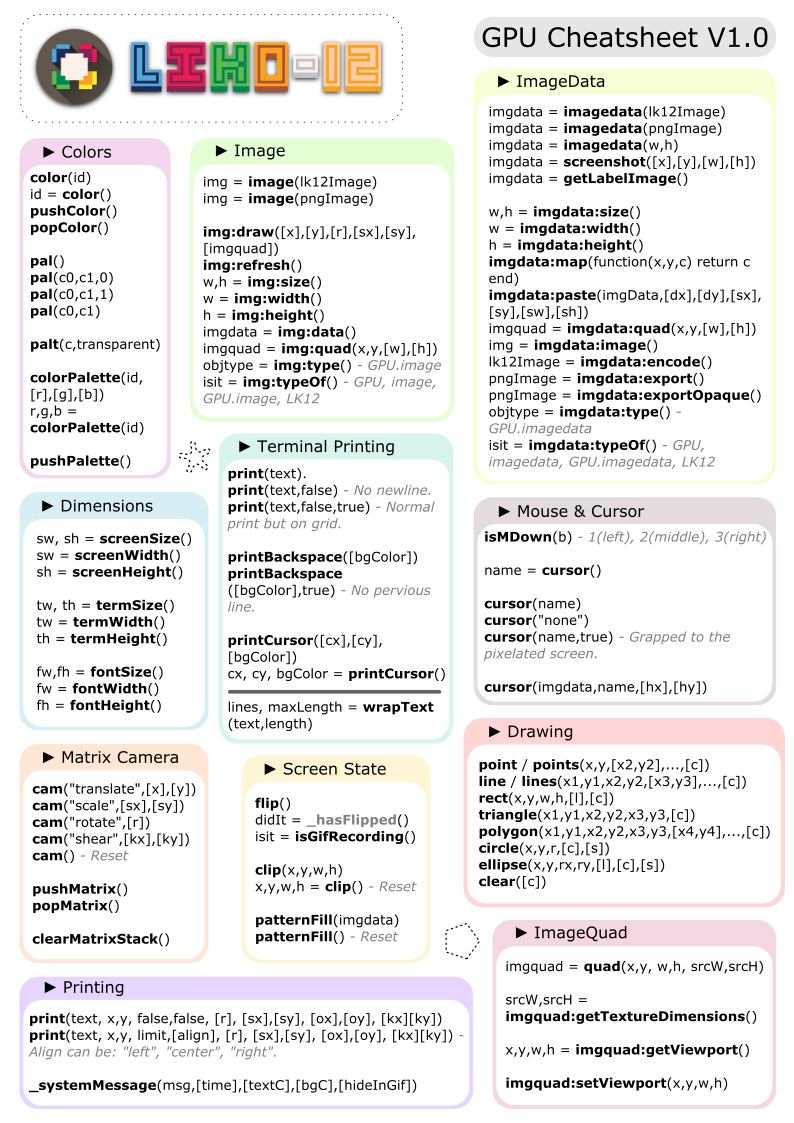 LIKO-12
GPU Cheatsheet V1.0
► Colors
color(id)
id = color()
pushColor()
popColor()
pal()
pal(c0,c1,0)
pal(c0,c1,1)
pal(c0,c1)
palt(c,transparent)
colorPalette(id,
[r],[g],[b])
r,g,b =
colorPalette(id)
pushPalette()
► Image
img = image(lk12Image)
img = image(pngImage)
img:draw([x],[y],[r],[sx],[sy],
[imgquad])
img:refresh()
w,h = img:size()
w = img:width()
h = img:height()
imgdata = img:data()
imgquad = img:quad(x,y,[w],[h])
objtype = img:type() - GPU.image
isit = img:typeOf() - GPU, image,
GPU.image, LK12
► ImageData
imgdata = imagedata(lk12Image)
imgdata = imagedata(pngImage)
imgdata = imagedata(w,h)
imgdata = screenshot([x],[y],[w],[h])
imgdata = getLabelImage()
w,h = imgdata:size()
w = imgdata:width()
h = imgdata:height()
imgdata:map(function(x,y,c) return c
end)
imgdata:paste(imgData,[dx],[dy],[sx],
[sy],[sw],[sh])
imgquad = imgdata:quad(x,y,[w],[h])
img = imgdata:image()
lk12Image = imgdata:encode()
pngImage = imgdata:export()
pngImage = imgdata:exportOpaque()
objtype = imgdata:type() -
GPU.imagedata
isit = imgdata:typeOf() - GPU,
imagedata, GPU.imagedata, LK12
► Terminal Printing
print(text).
print(text,false) - No newline.
print(text,false,true) - Normal
print but on grid.
printBackspace([bgColor])
printBackspace
([bgColor],true) - No pervious
line.
printCursor([cx],[cy],
[bgColor])
cx, cy, bgColor = printCursor()
lines, maxLength = wrapText
(text,length)
► Dimensions
sw, sh = screenSize()
sw = screenWidth()
sh = screenHeight()
tw, th = termSize()
tw = termWidth()
th = termHeight()
fw,fh = fontSize()
fw = fontWidth()
fh = fontHeight()
► Mouse & Cursor
isMDown(b) - 1(left), 2(middle), 3(right)
name = cursor()
cursor(name)
cursor("none")
cursor(name,true) - Grapped to the
pixelated screen.
cursor(imgdata,name,[hx],[hy])
► Matrix Camera
cam("translate",[x],[y])
cam("scale",[sx],[sy])
cam("rotate",[r])
cam("shear",[kx],[ky])
cam() - Reset
pushMatrix()
popMatrix()
clearMatrixStack()
► Screen State
flip()
didIt = _hasFlipped()
isit = isGifRecording()
clip(x,y,w,h)
x,y,w,h = clip() - Reset
patternFill(imgdata)
patternFill() - Reset
► Drawing
point / points(x,y,[x2,y2],...,[c])
line / lines(x1,y1,x2,y2,[x3,y3],...,[c])
rect(x,y,w,h,[l],[c])
triangle(x1,y1,x2,y2,x3,y3,[c])
polygon(x1,y1,x2,y2,x3,y3,[x4,y4],...,[c])
circle(x,y,r,[c],[s])
ellipse(x,y,rx,ry,[l],[c],[s])
clear([c])
► ImageQuad
imgquad = quad(x,y, w,h, srcW,srcH)
srcW,srcH =
imgquad:getTextureDimensions()
x,y,w,h = imgquad:getViewport()
imgquad:setViewport(x,y,w,h)
► Printing
print(text, x,y, false,false, [r], [sx][sy], [ox],[oy], [kx][ky])
print(text, x,y, limit,[align], [r], [sx],[sy], [ox],[oy], [kx][ky]) -
Align can be: "left", "center", "right".
_systemMessage(msg,[time],[textC],[bgC],[hideInGif])